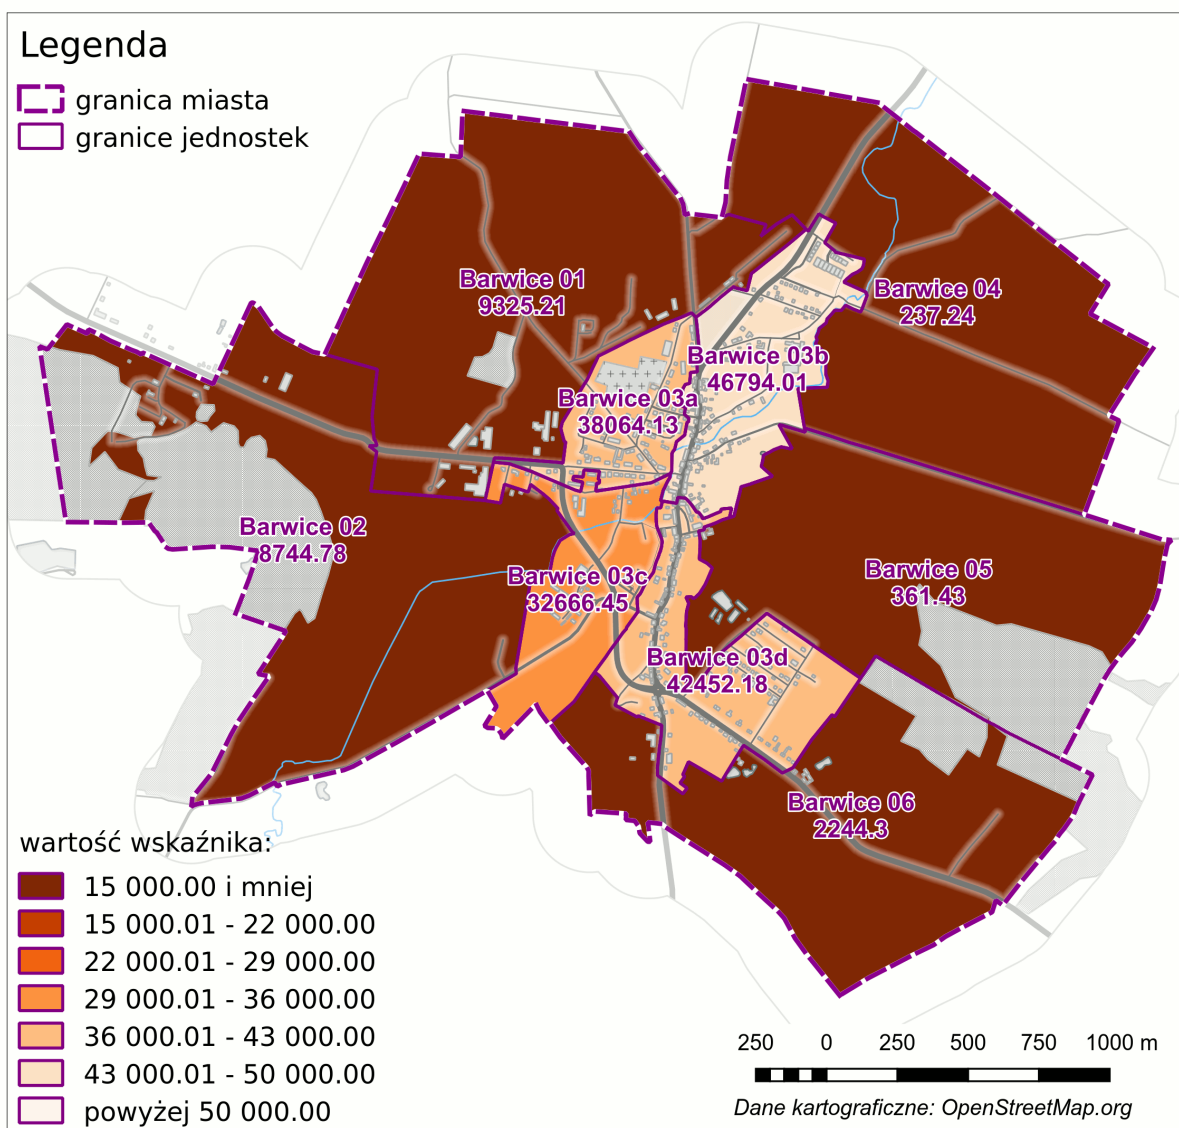 Legenda
granica miasta
granice jednostek
Barwice 01
9325.21
Barwice 04
237.24
Barwice 03b
46794.01
Barwice 03a
38064.13
Barwice 02
8744.78
Barwice 03c
32666.45
Barwice 05
361.43
Barwice 03d
42452.18
Barwice 06
2244.3
wartość wskaźnika:
15 000.00 i mniej
15 000.01 - 22 000.00
22 000.01 - 29 000.00
29 000.01 - 36 000.00
36 000.01 - 43 000.00
43 000.01 - 50 000.00
powyżej 50 000.00
250 0 250 500 750 1000 m
Dane kartograficzne: OpenStreetMap.org